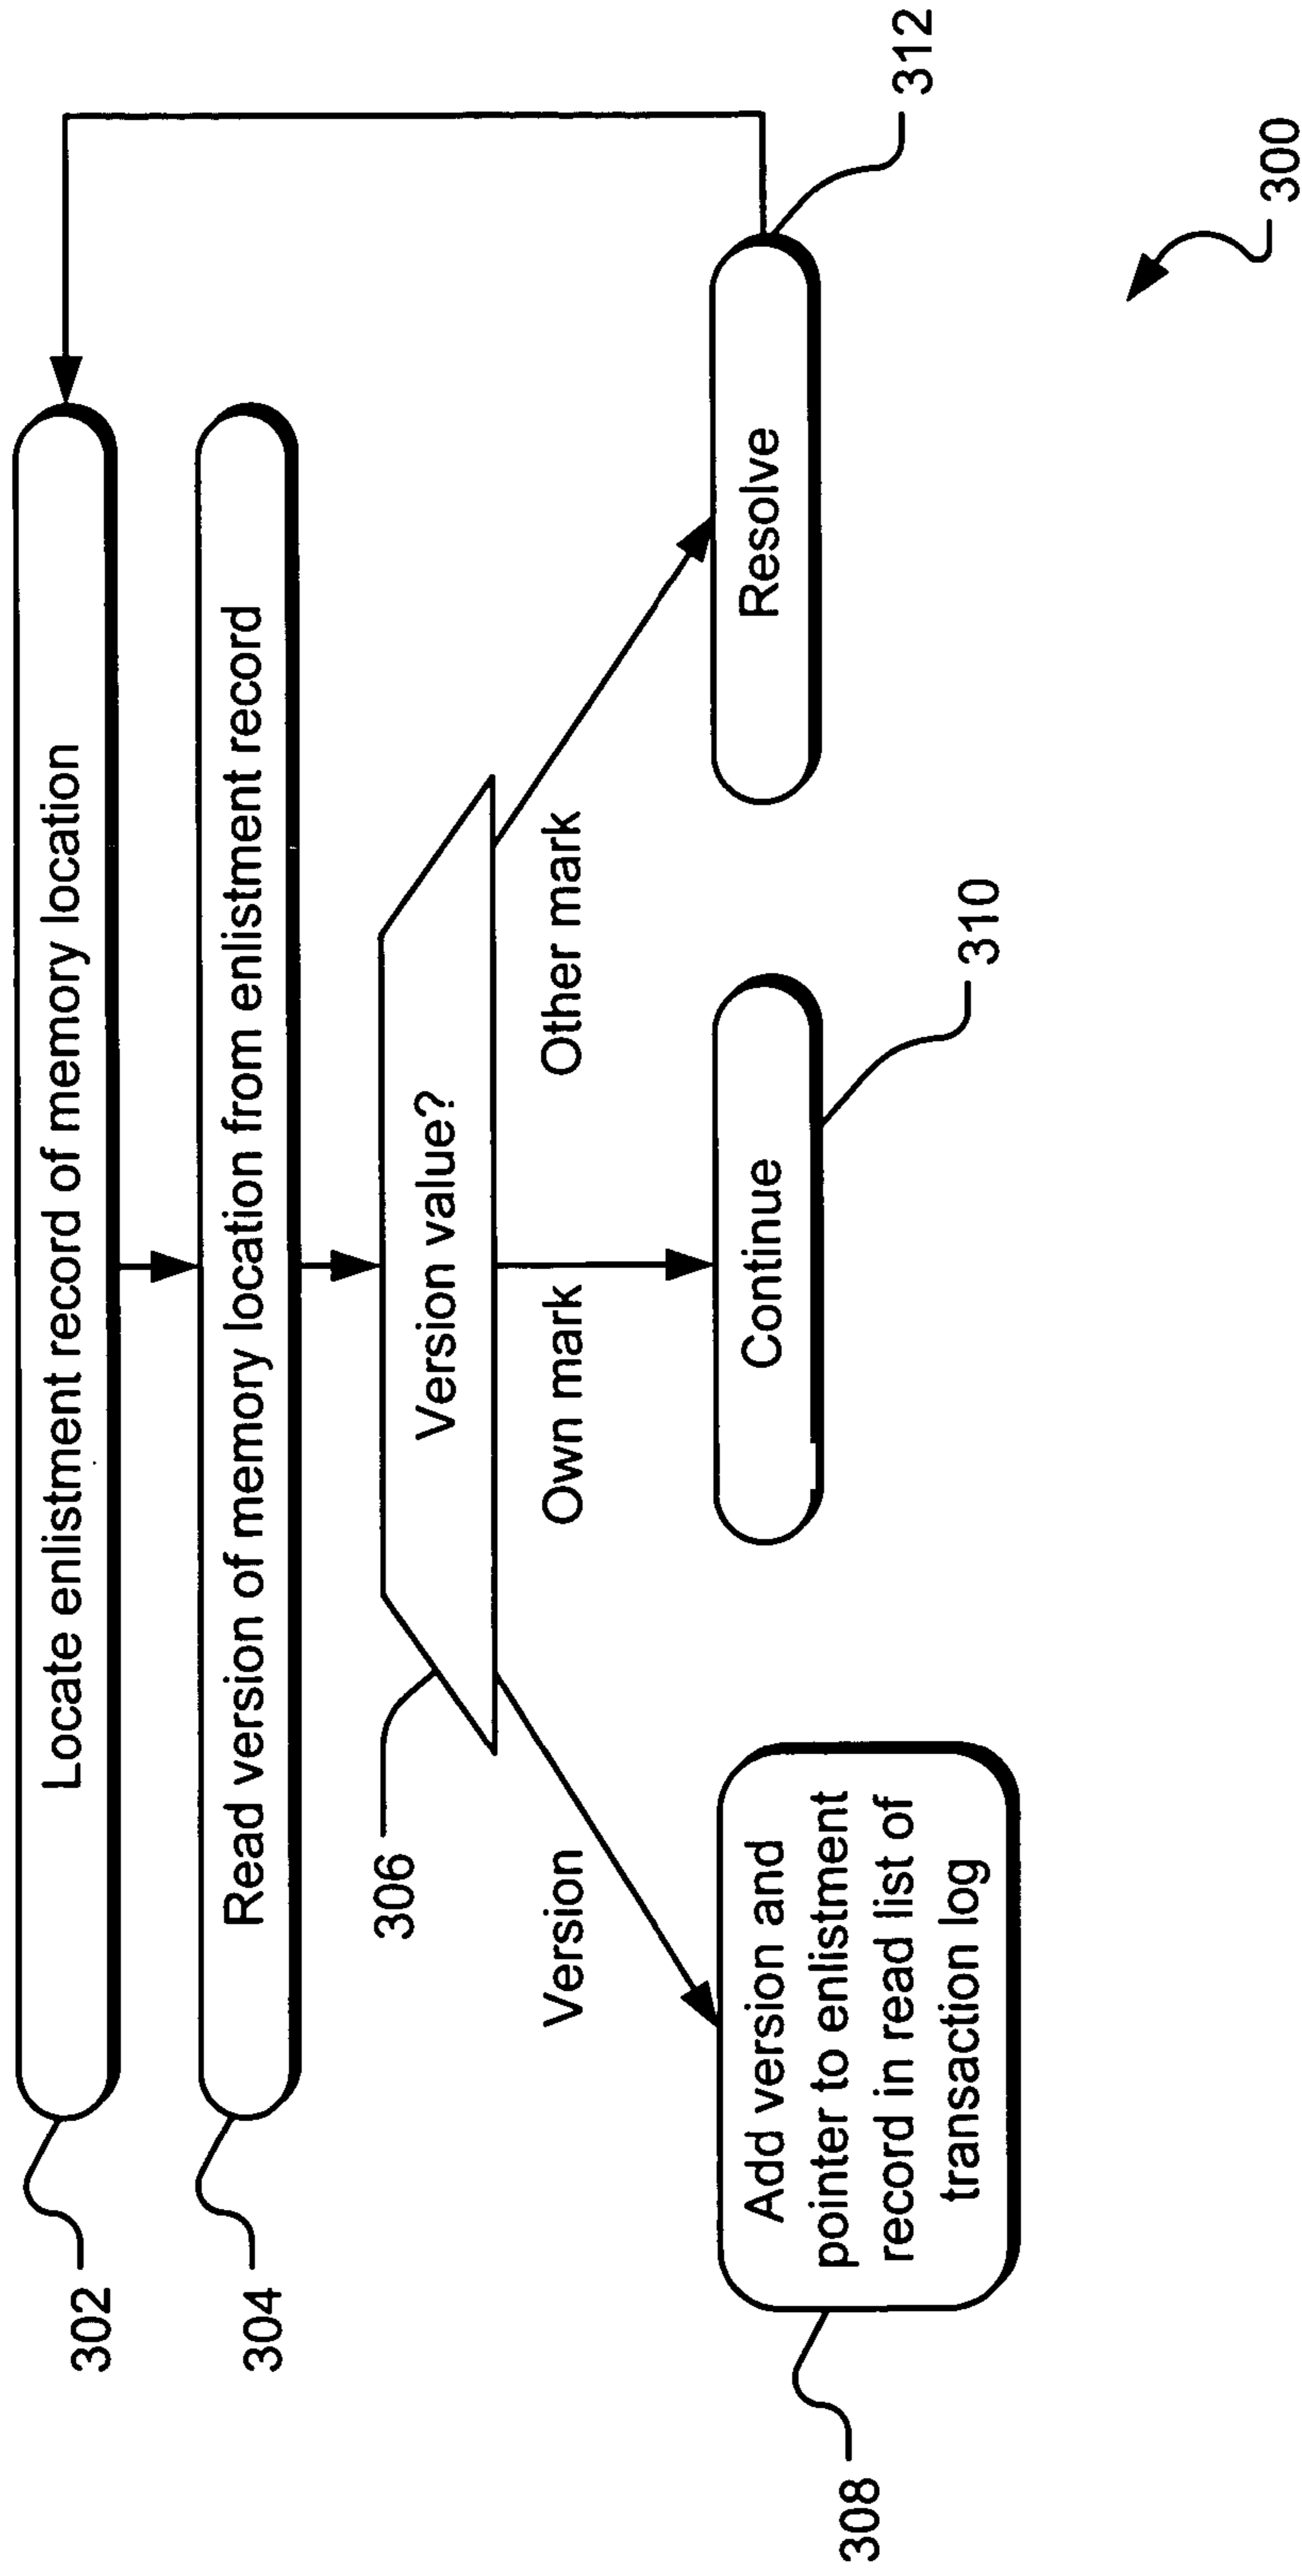 302
Locate enlistment record of memory location
304
Read version of memory location from enlistment record
306
Version value?
Version
Own mark
Other mark
308
Add version and
pointer to enlistment
record in read list of
transaction log
Continue
310
Resolve
312
300